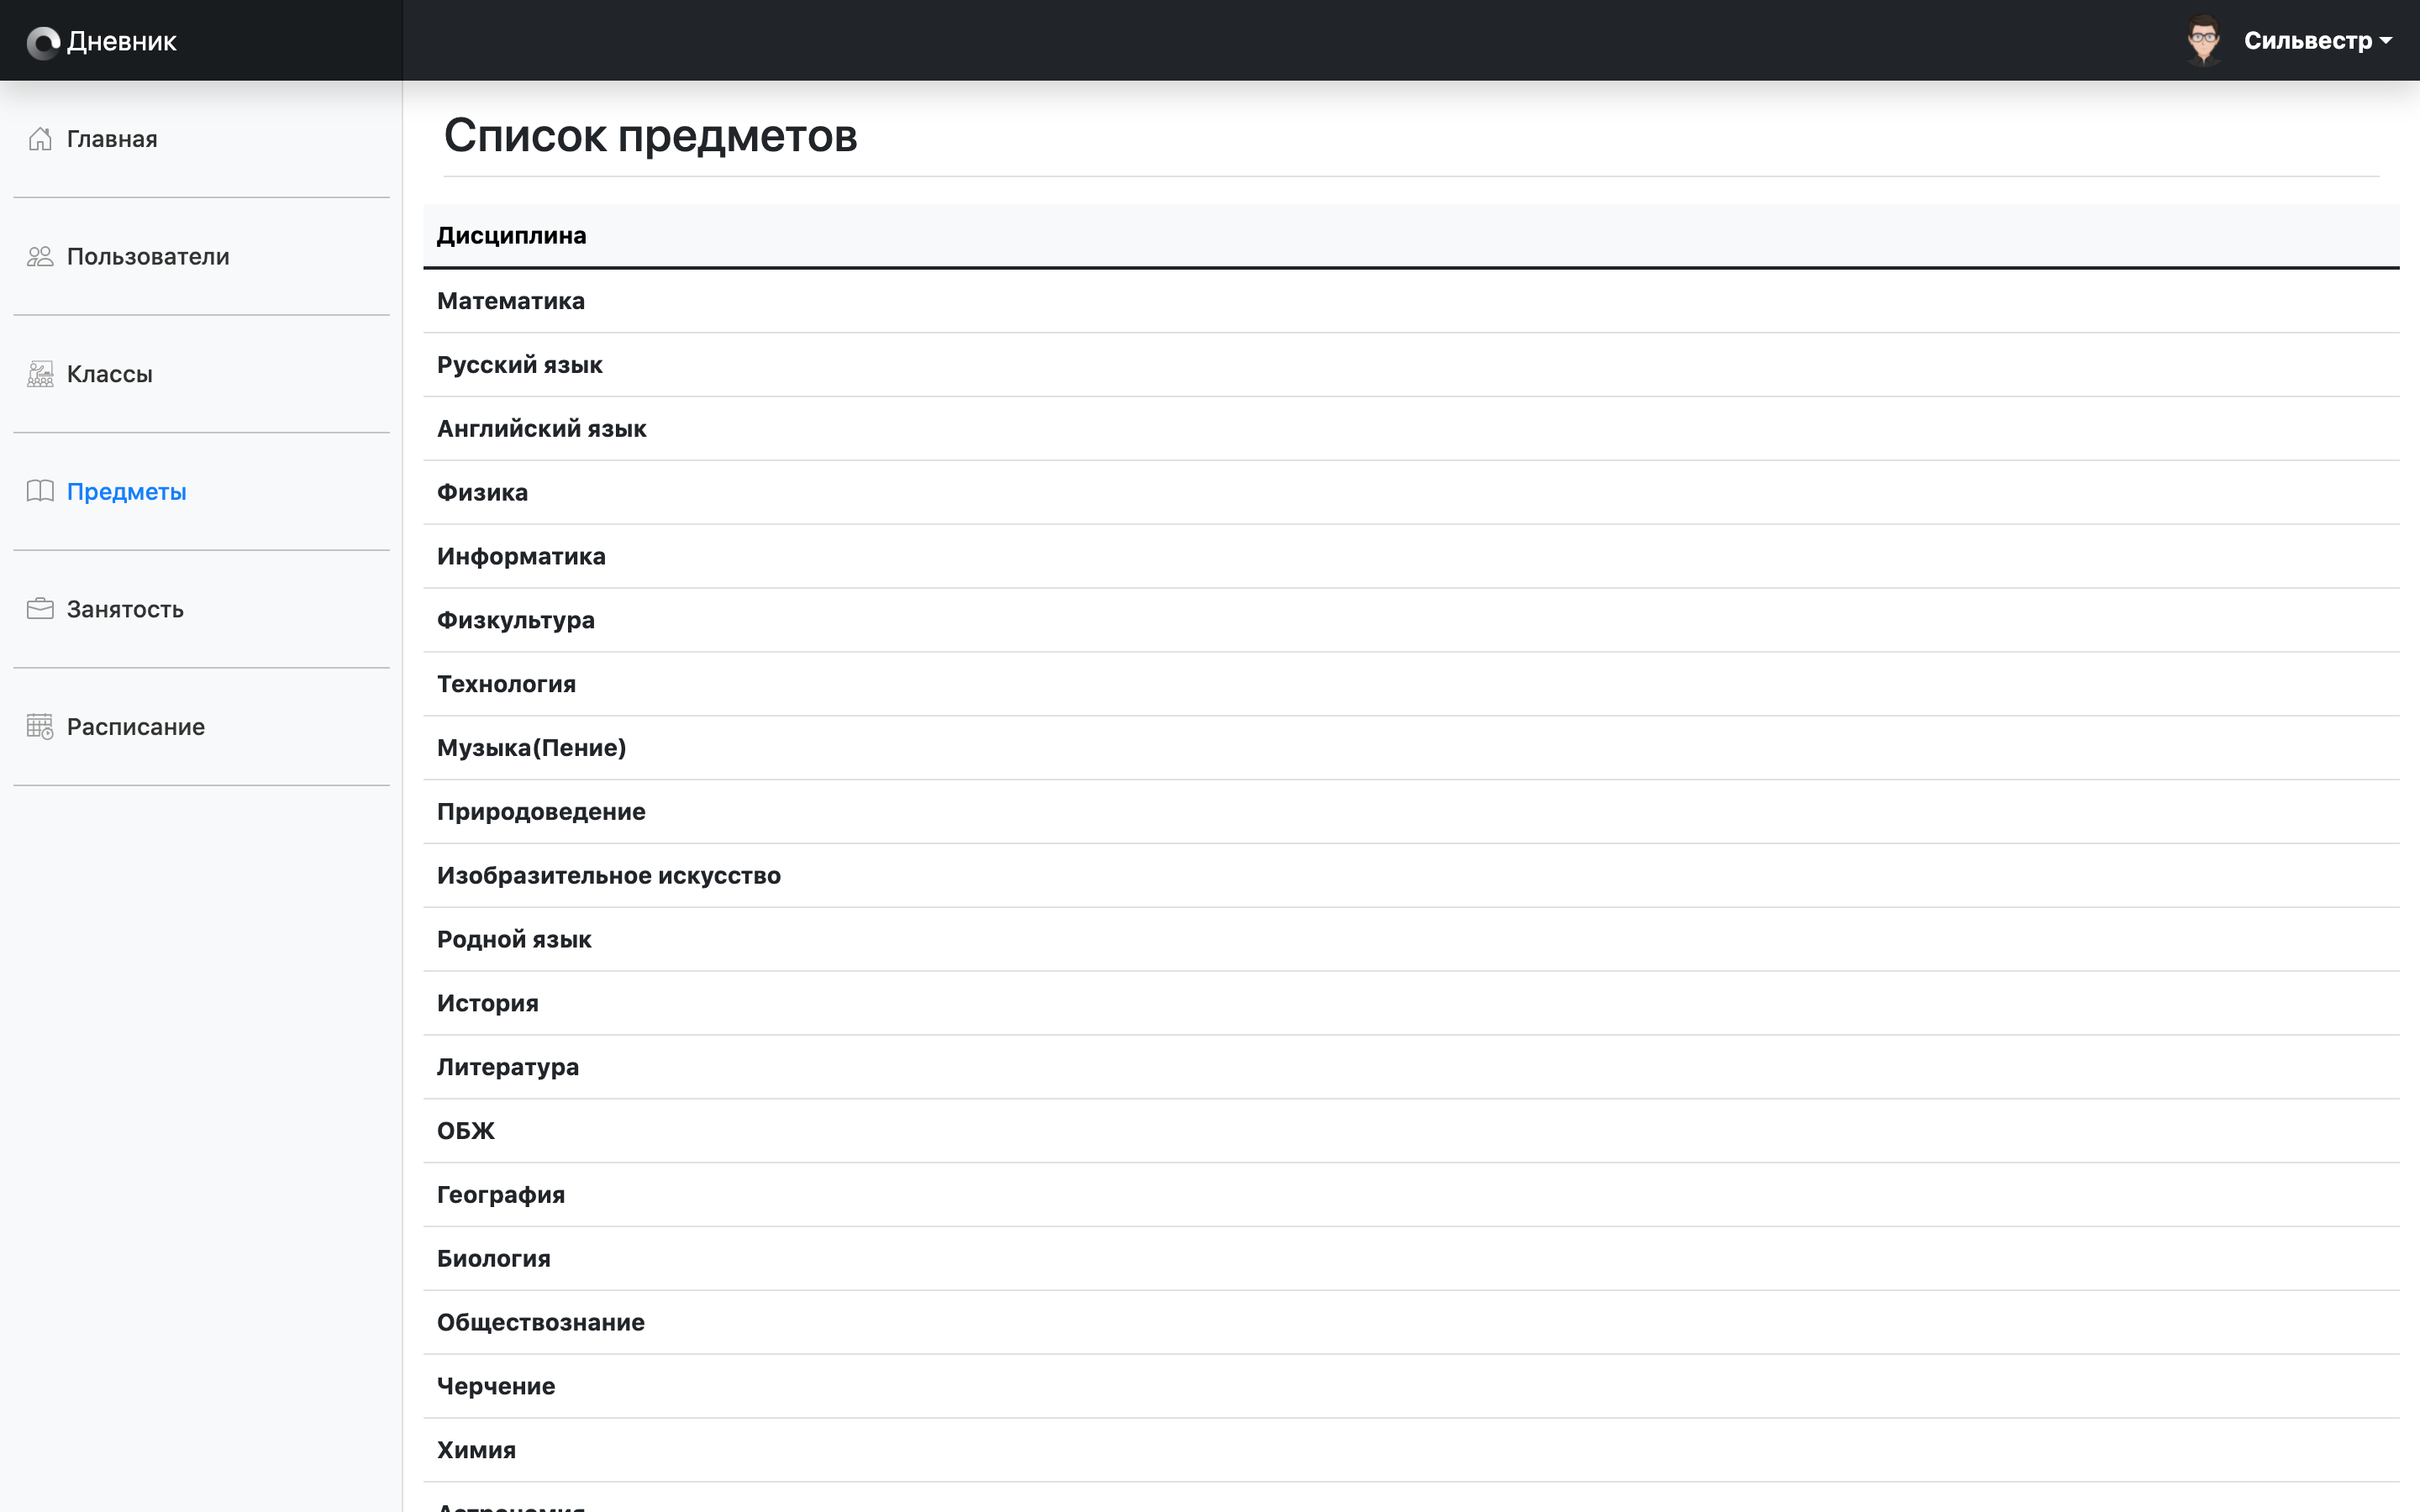 Дневник
Сильвестр
Главная
Пользователи
Классы
Предметы
Занятость
Расписание
Список предметов
Дисциплина
Математика
Русский язык
Английский язык
Физика
Информатика
Физкультура
Технология
Музыка(Пение)
Природоведение
Изобразительное искусство
Родной язык
История
Литература
ОБЖ
География
Биология
Обществознание
Черчение
Химия